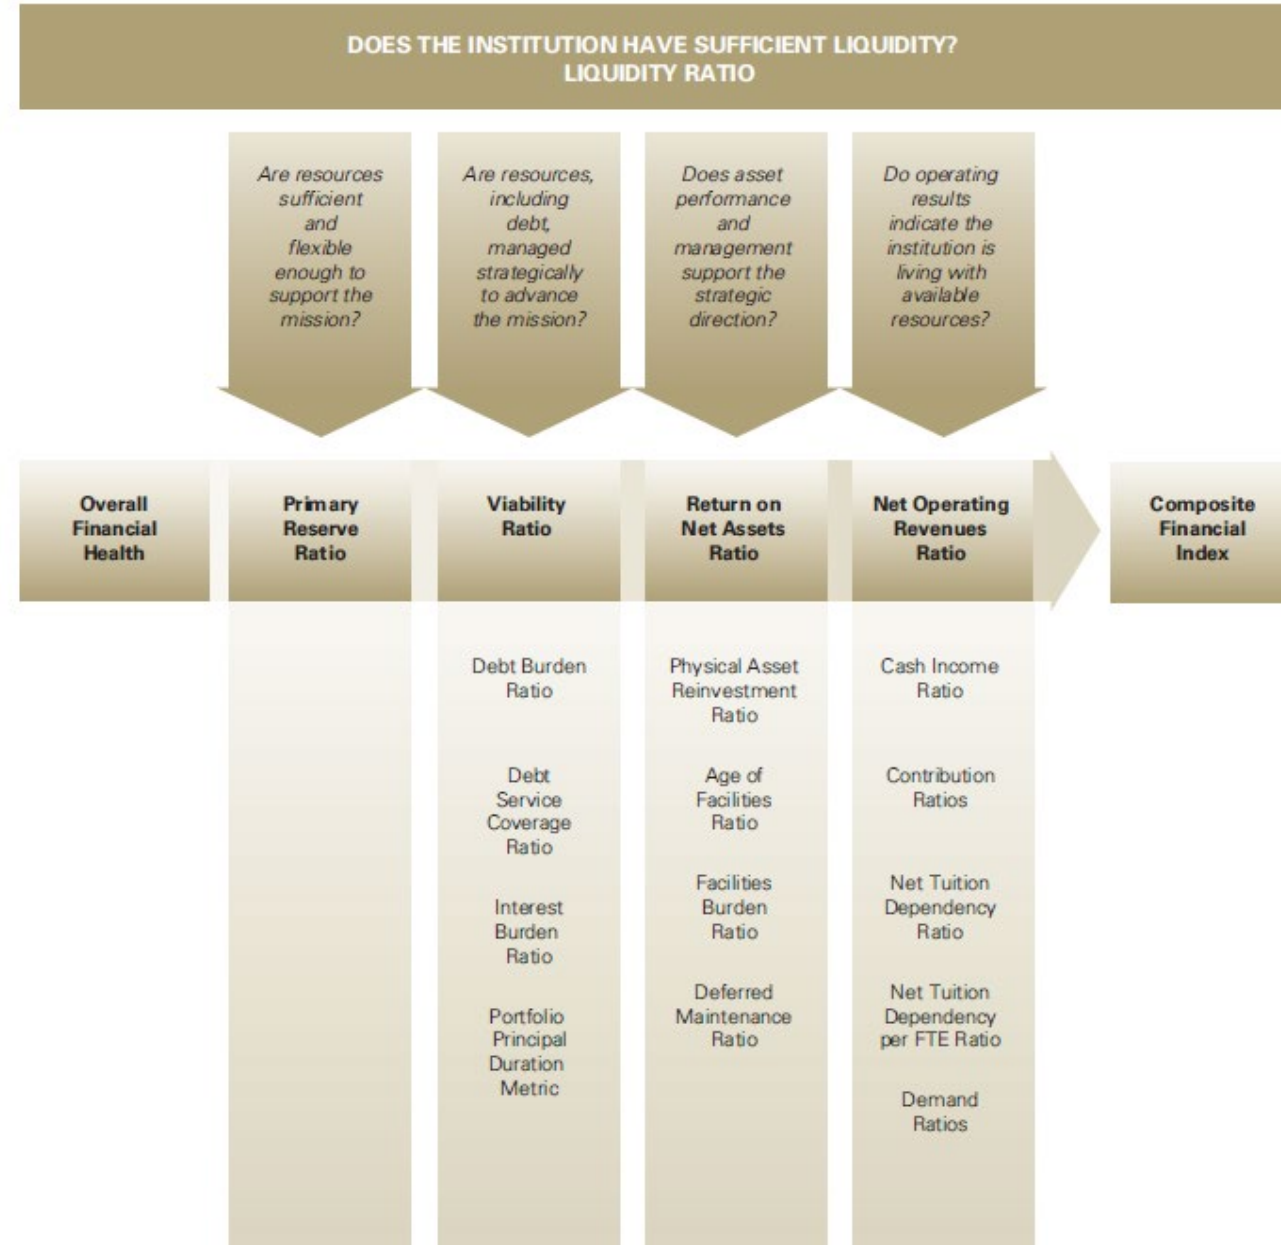 DOES THE INSTITUTION HAVE SUFFICIENT LIQUIDITY?
LIQUIDITY RATIO
Are resources
sufficient
and
flexible
enough to
support the
mission?
Are resources,
including
debt,
managed
strategically
to advance
the mission?
Does asset
performance
and
management
support the
strategic
direction?
Do operating
results
indicate the
institution is
living with
available
resources?
Overall
Financial
Health
Primary
Reserve
Ratio
Viability
Ratio
Return on
Net Assets
Ratio
Net Operating
Revenues
Ratio
Composite
Financial
Index
Debt Burden
Ratio
Debt
Service
Coverage
Ratio
Interest
Burden
Ratio
Portfolio
Principal
Duration
Metric
Physical Asset
Reinvestment
Ratio
Age of
Facilities
Ratio
Facilities
Burden
Ratio
Deferred
Maintenance
Ratio
Cash Income
Ratio
Contribution
Ratios
Net Tuition
Dependency
Ratio
Net Tuition
Dependency
per FTE Ratio
Demand
Ratios